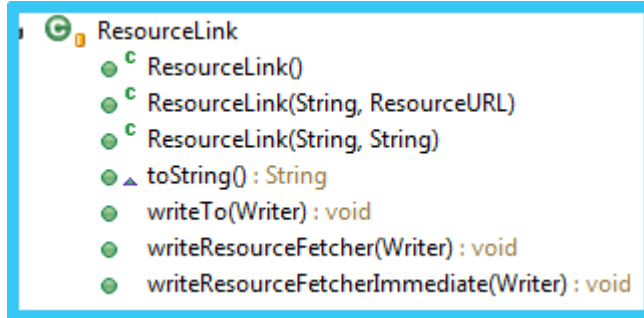 ResourceLink
ResourceLink()
ResourceLink(String, ResourceURL)
ResourceLink(String, String)
toString() : String
writeTo(Writer) : void
writeResourceFetcher(Writer) : void
writeResourceFetcherImmediate(Writer) : void